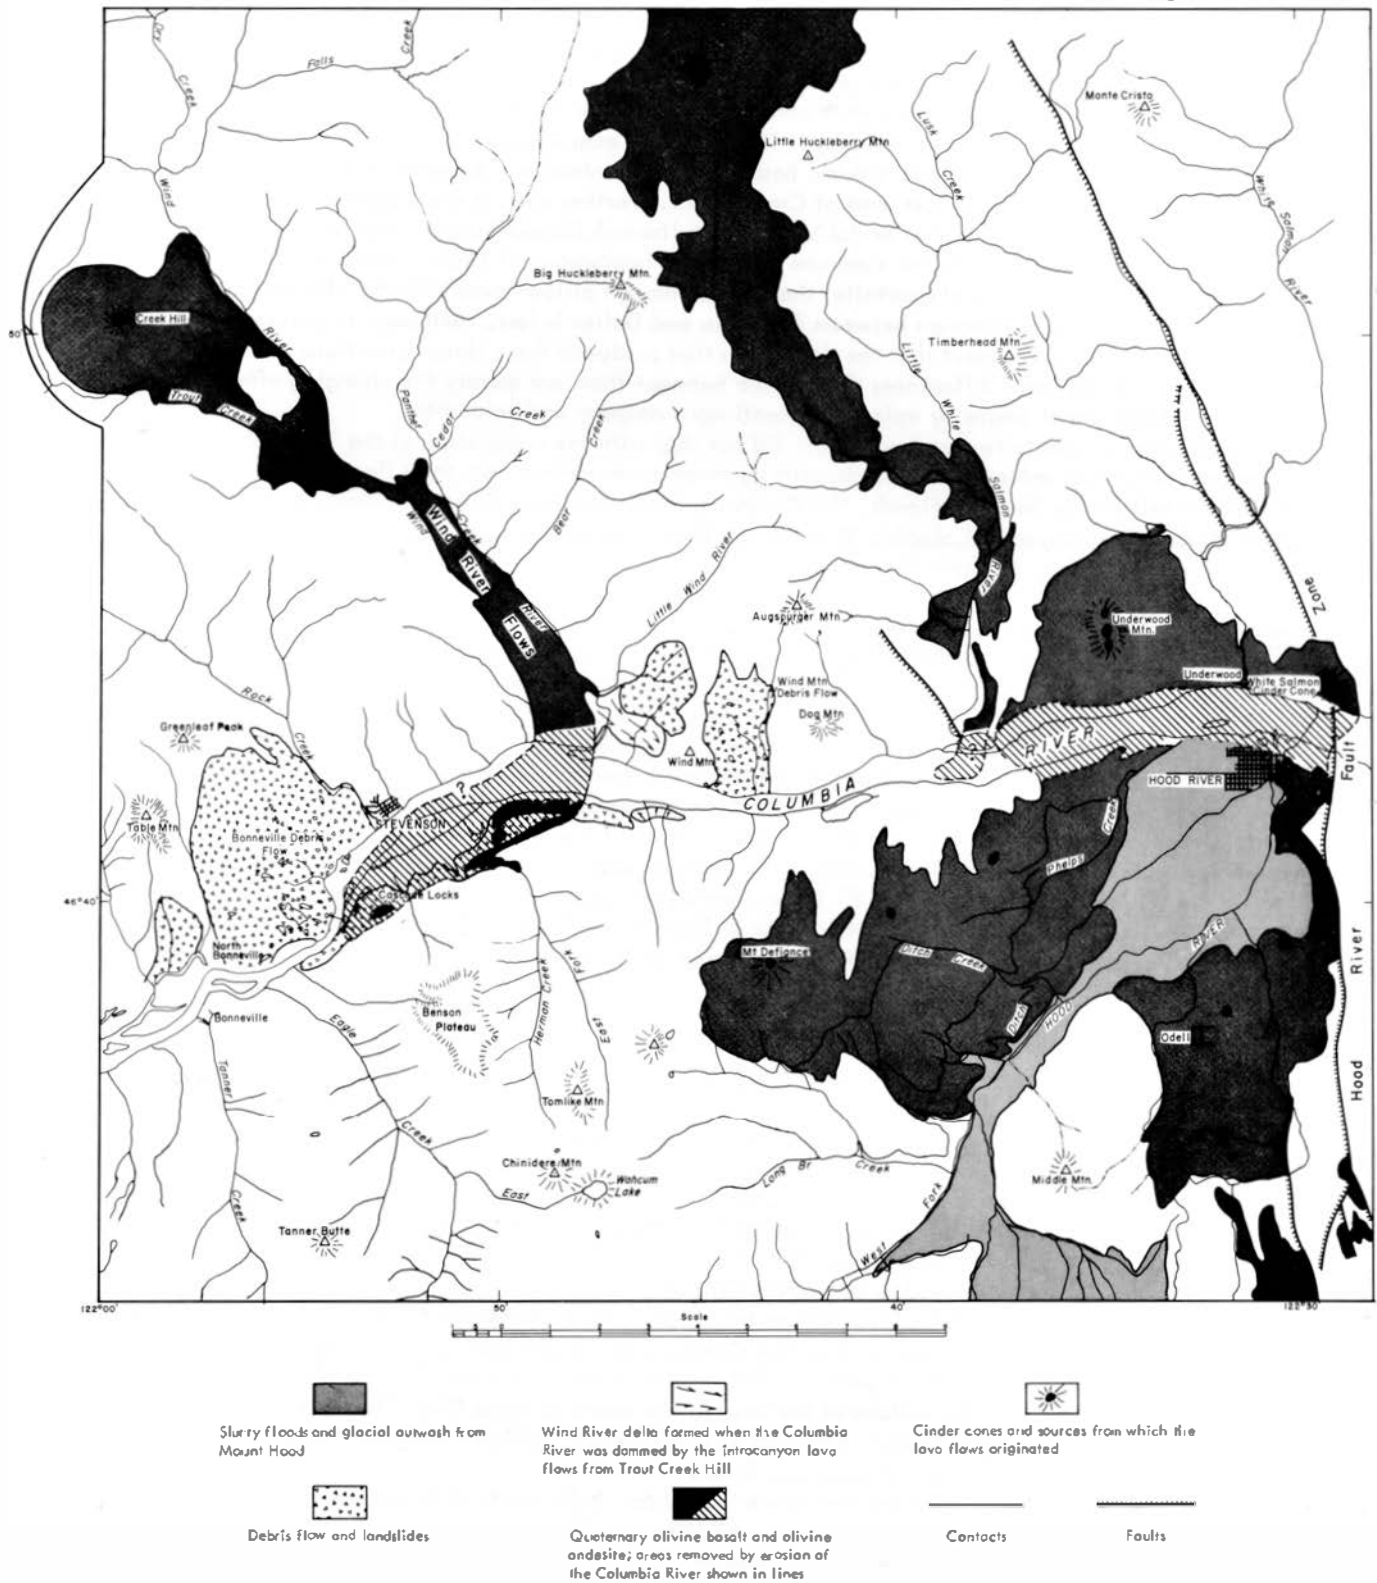 Dry
Creek
Falls
Creek
Wind
Monte Cristo
Little Huckleberry Mtn
Lusk
Creek
White Salmon
River
Big Huckleberry Mtn.
Creek Hill
50'
River
Timberhead Mtn
Little
White
Salmon
River
Trout Creek
Panther
Cedar
Creek
Creek
Bear
Wind
Creek
Wind River Flows
River
Little Wind River
Augspurger Mtn
Underwood
Mtn.
Zone
Underwood
White Salmon
Cinder Cone
Wind Mtn
Debris Flow
Dog Mtn
Rock
Creek
Greenleaf Peak
Wind Mtn
?
RIVER
COLUMBIA
HOOD RIVER
Fault
?
STEVENSON
Table Mtn
Bonneville Debris
Flow
Creek
Phelps
46°40'
Cascade Locks
North
Bonneville
Mt Defiance
Ditch Creek
RIVER
River
Benson
Plateau
Herman Creek
East Fork
Ditch
HOOD
Odell
Bonneville
Eagle
Tanner
Hood
Tomlike Mtn
Creek
Chinidere Mtn
Wahcum
Lake
East
Long Br Creek
Middle Mtn.
Creek
West Fork
Tanner Butte
122°00'
50'
40'
122°30'
Scale
Slurry floods and glacial outwash from
Mount Hood
Wind River delta formed when the Columbia
River was dammed by the intracanyon lava
flows from Trout Creek Hill
Cinder cones and sources from which the
lava flows originated
Debris flow and landslides
Quaternary olivine basalt and olivine
andesite; areas removed by erosion of
the Columbia River shown in lines
Contacts
Faults